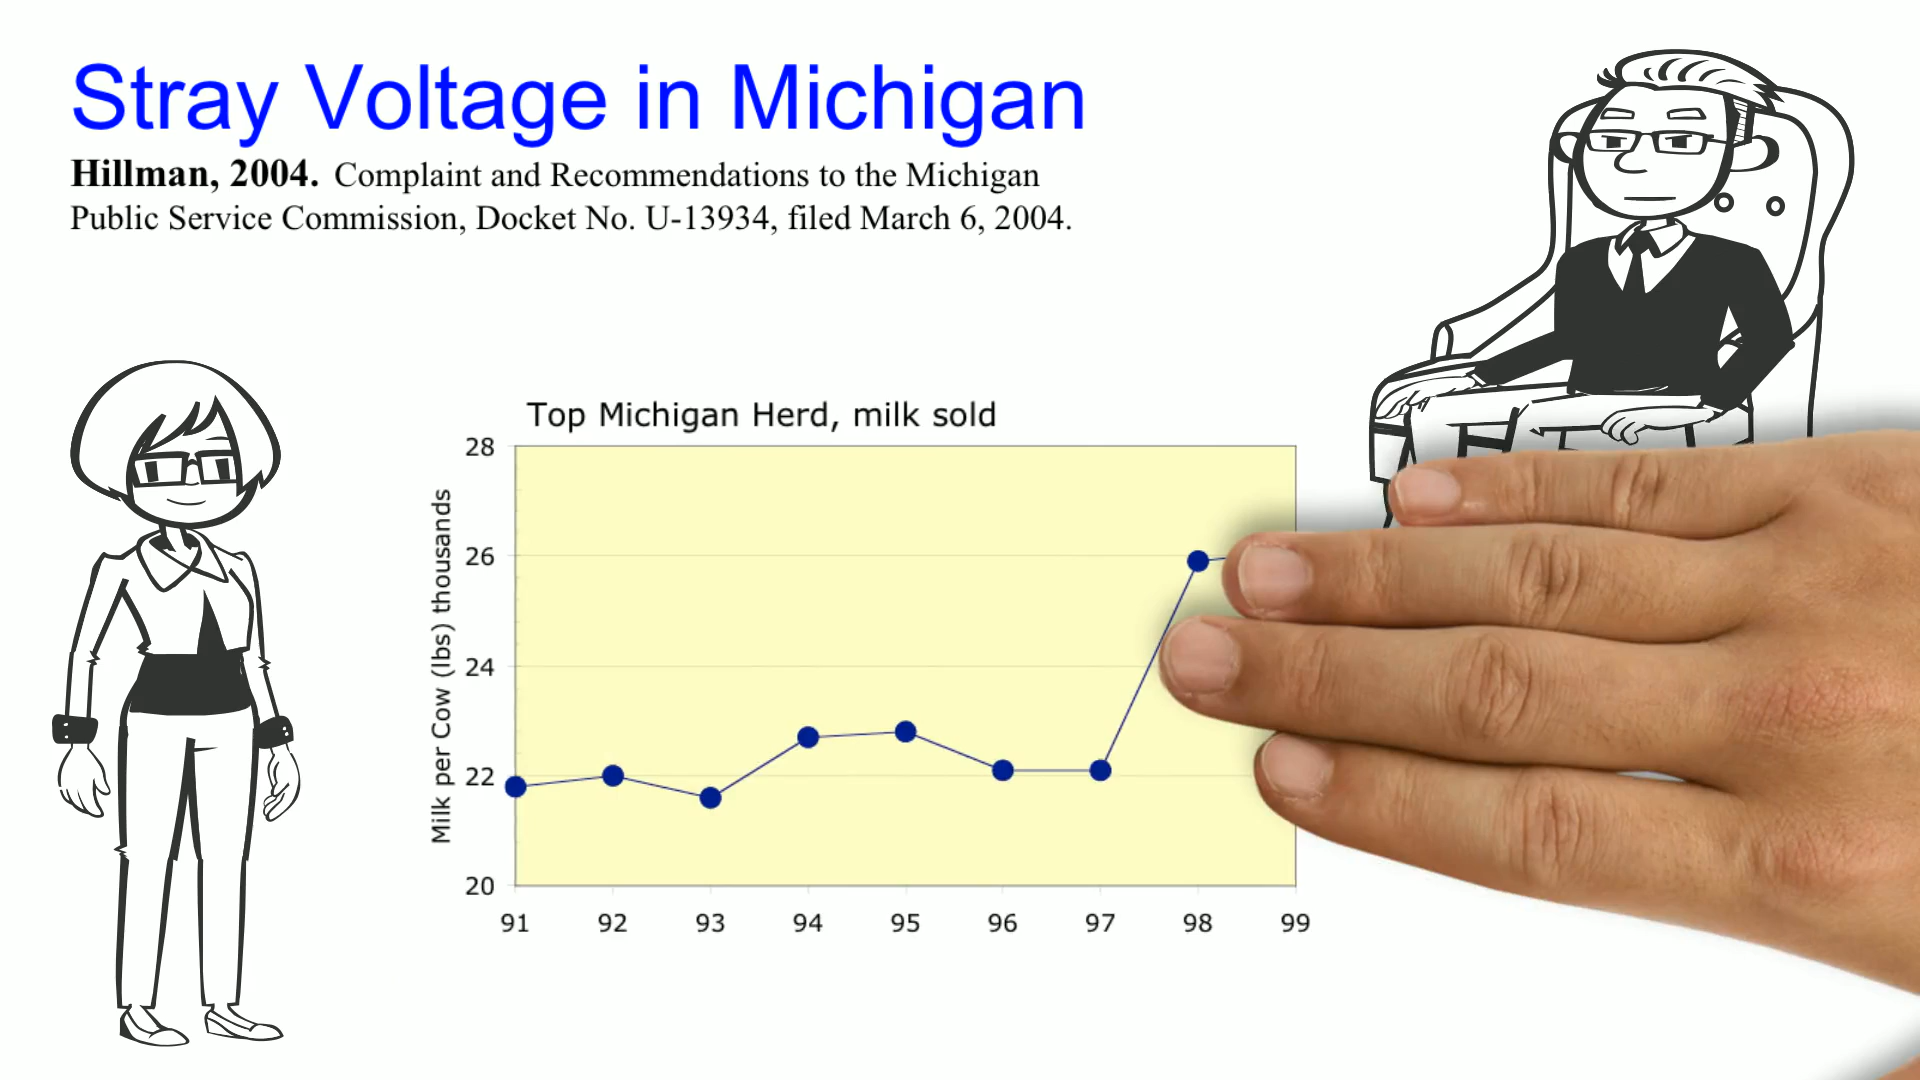 Stray Voltage in Michigan
Hillman, 2004. Complaint and Recommendations to the Michigan
Public Service Commission, Docket No. U-13934, filed March 6, 2004.
Top Michigan Herd, milk sold
Milk per Cow (lbs) thousands
28
26
24
22
20
91 92 93 94 95 96 97 98 99